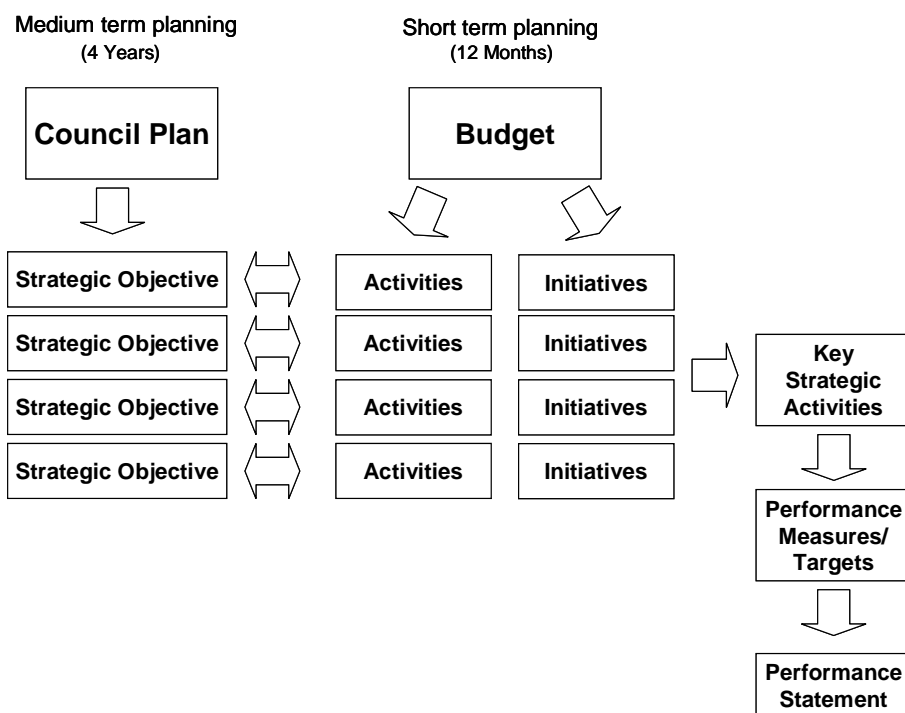 Medium term planning
(4 Years)
Short term planning
(12 Months)
Council Plan
Budget
Strategic Objective
Activities
Initiatives
Strategic Objective
Activities
Initiatives
Strategic Objective
Activities
Initiatives
Strategic Objective
Activities
Initiatives
Key
Strategic
Activities
Performance
Measures/
Targets
Performance
Statement